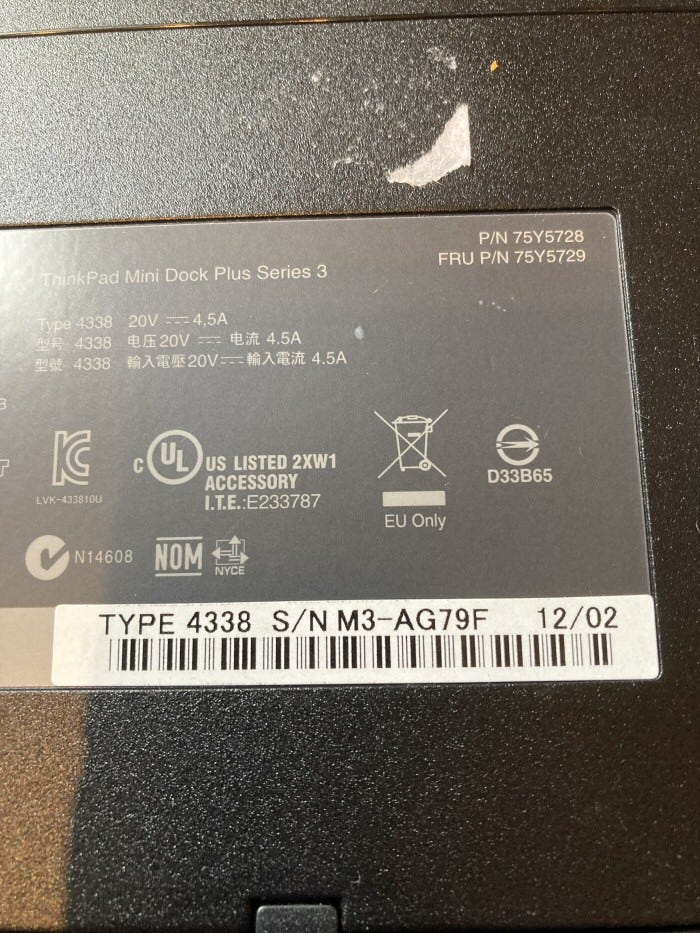 P/N 75Y5728
FRU P/N 75Y5729
ThinkPad Mini Dock Plus Series 3
Type 4338 20V ⎓ 4,5A
型号 4338 电压20V ⎓ 电流 4.5A
型號 4338 輸入電壓20V⎓輸入電流 4.5A
LVK-433810U
C UL US LISTED 2XW1
ACCESSORY
I.T.E.:E233787
EU Only
D33B65
N14608
NOM
NYCE
TYPE 4338 S/N M3-AG79F 12/02